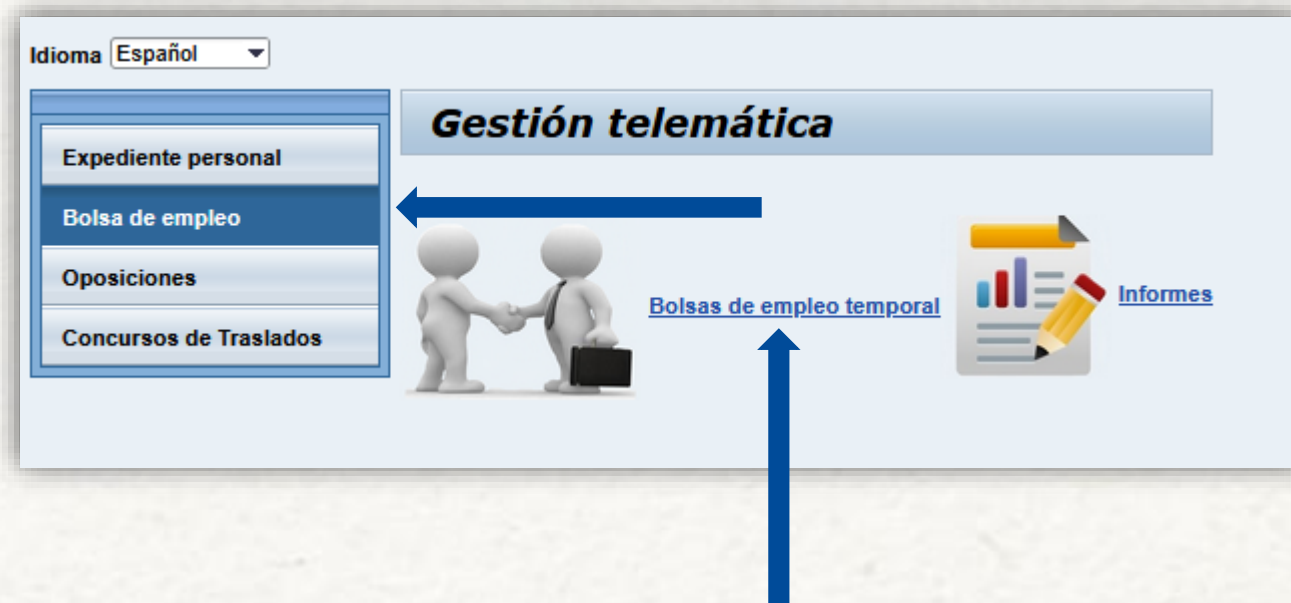 Idioma Español
Gestión telemática
Expediente personal
Bolsa de empleo
Oposiciones
Concursos de Traslados
Bolsas de empleo temporal
Informes